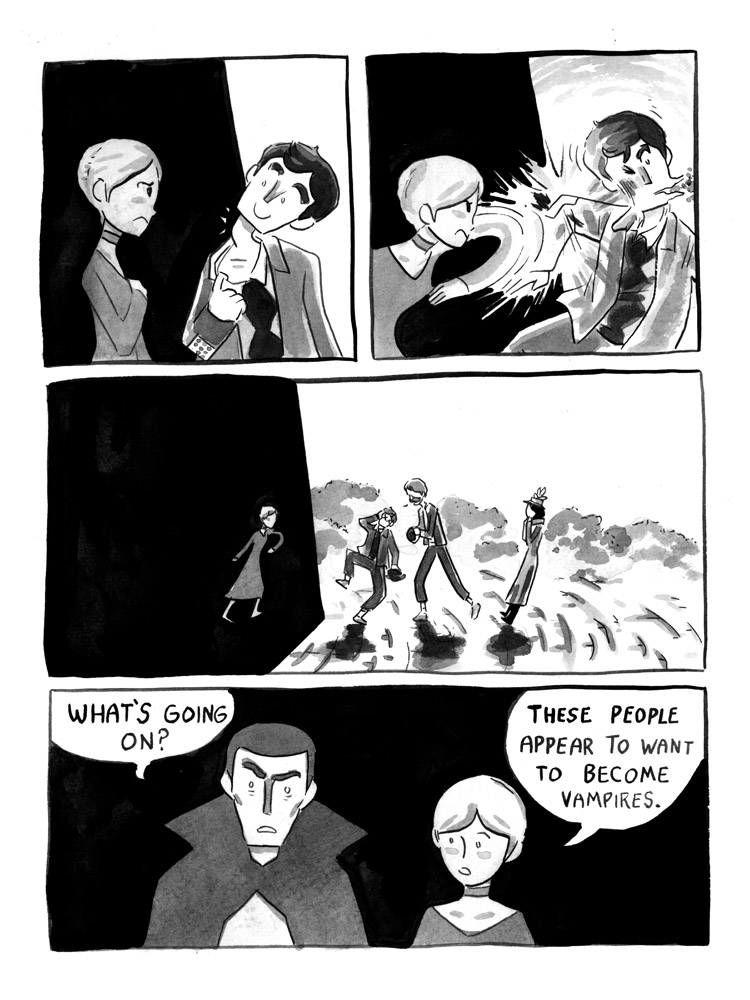 WHAT'S GOING
ON?
THESE PEOPLE
APPEAR TO WANT
TO BECOME
VAMPIRES.